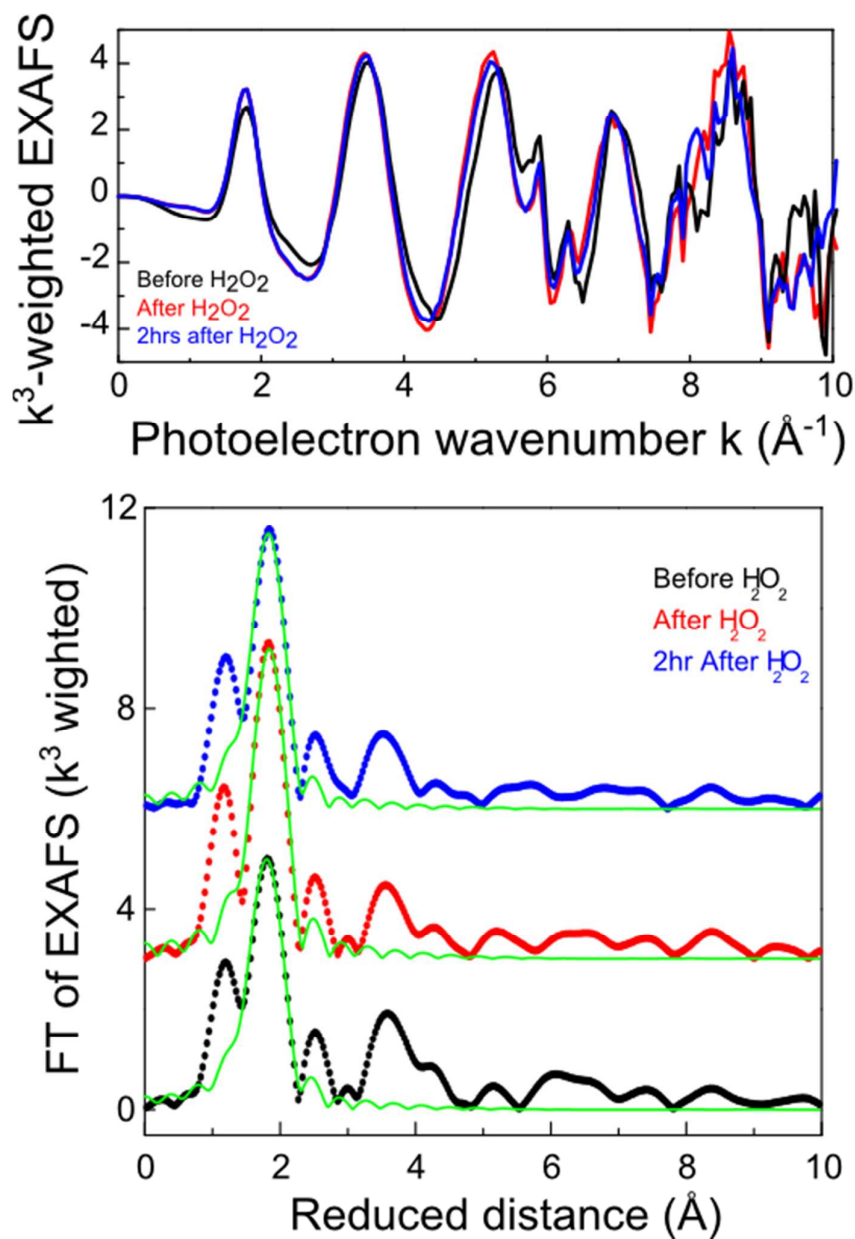 k³-weighted EXAFS
4
2
0
-2
-4
Before H₂O₂
After H₂O₂
2hrs after H₂O₂
0 2 4 6 8 10
Photoelectron wavenumber k (Å⁻¹)
FT of EXAFS (k³ wighted)
12
8
4
0
Before H₂O₂
After H₂O₂
2hr After H₂O₂
0 2 4 6 8 10
Reduced distance (Å)